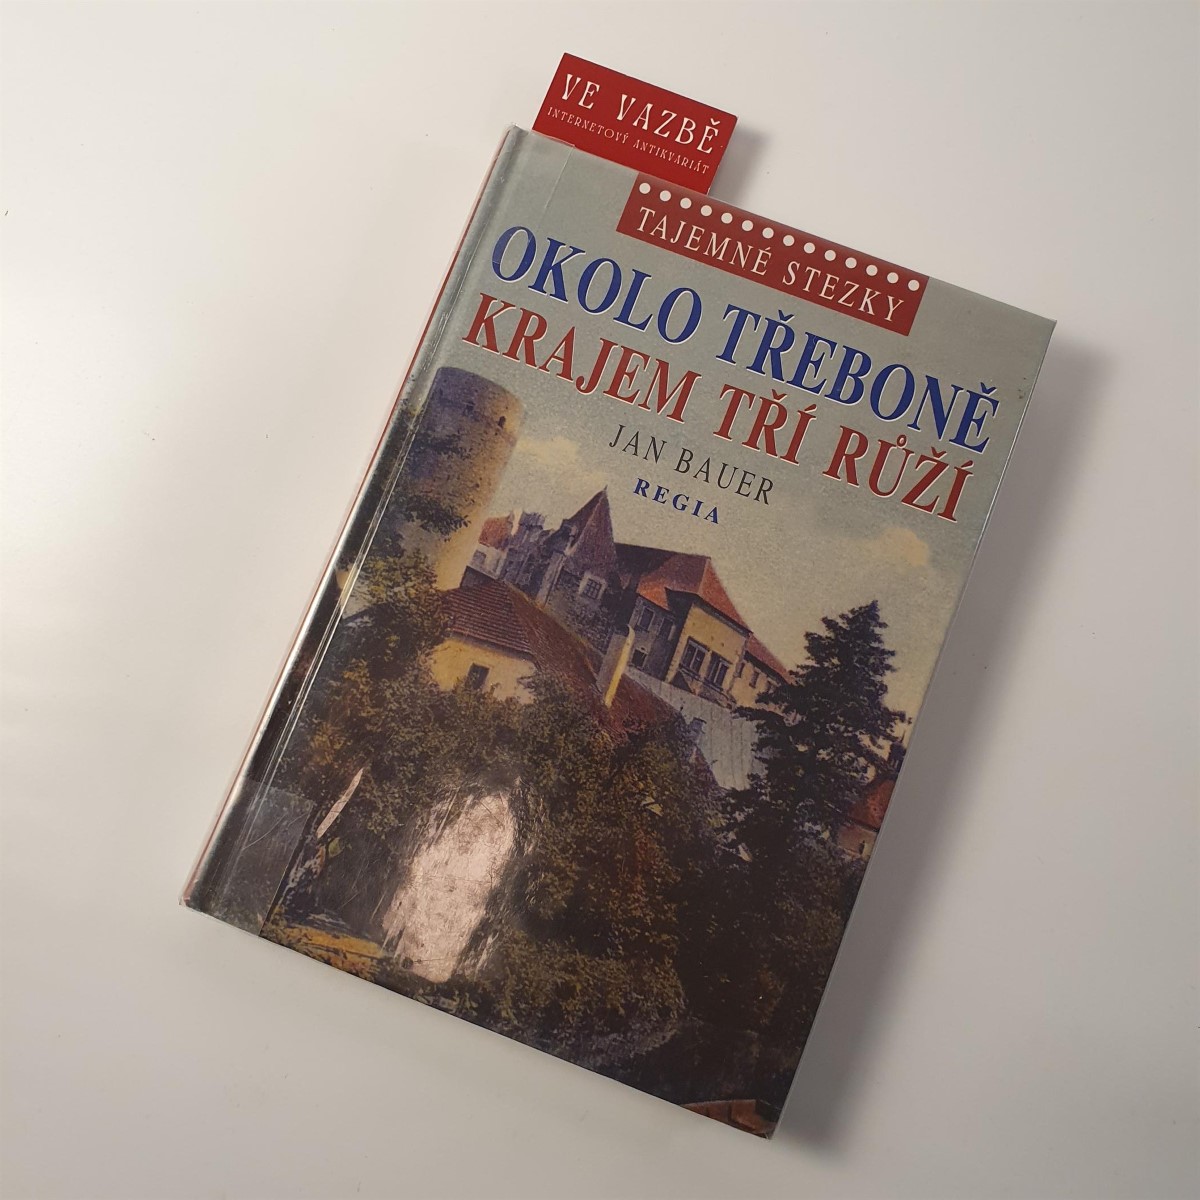 VE VAZBĚ
INTERNETOVÝ ANTIKVARIÁT
TAJEMNÉ STEZKY
OKOLO TŘEBONĚ
KRAJEM TŘÍ RŮŽÍ
JAN BAUER
REGIA